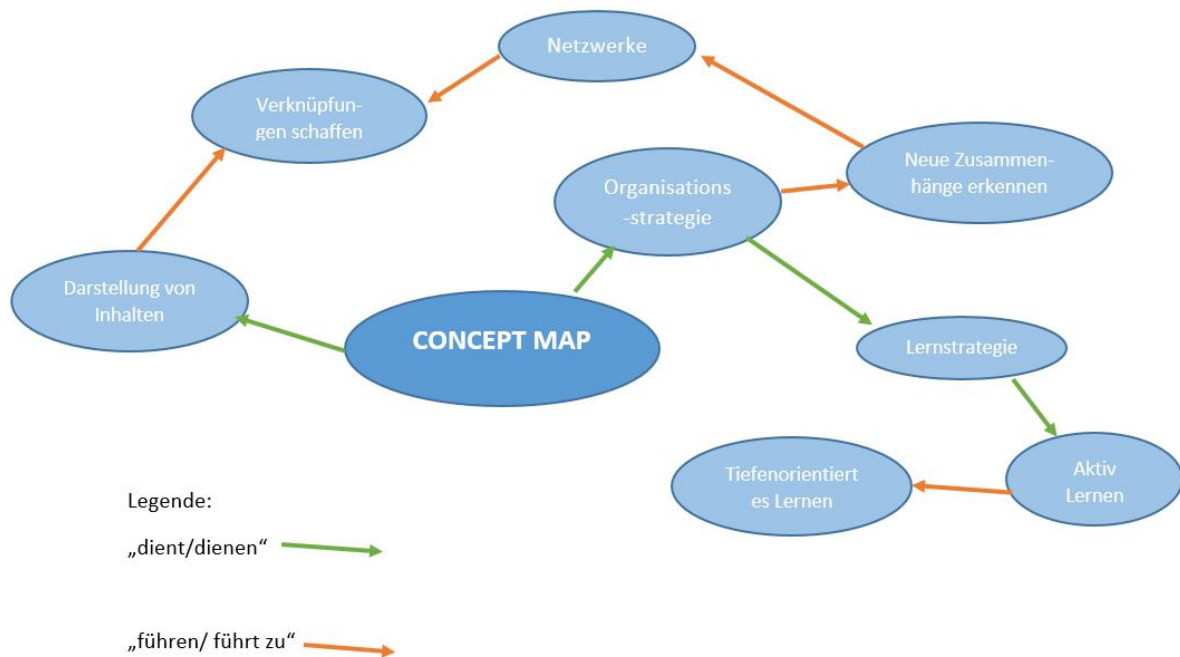 Netzwerke
Verknüpfun-
gen schaffen
Organisations
-strategie
Neue Zusammen-
hänge erkennen
Darstellung von
Inhalten
CONCEPT MAP
Lernstrategie
Tiefenorientiert
es Lernen
Aktiv
Lernen
Legende:
„dient/dienen“
„führen/ führt zu“